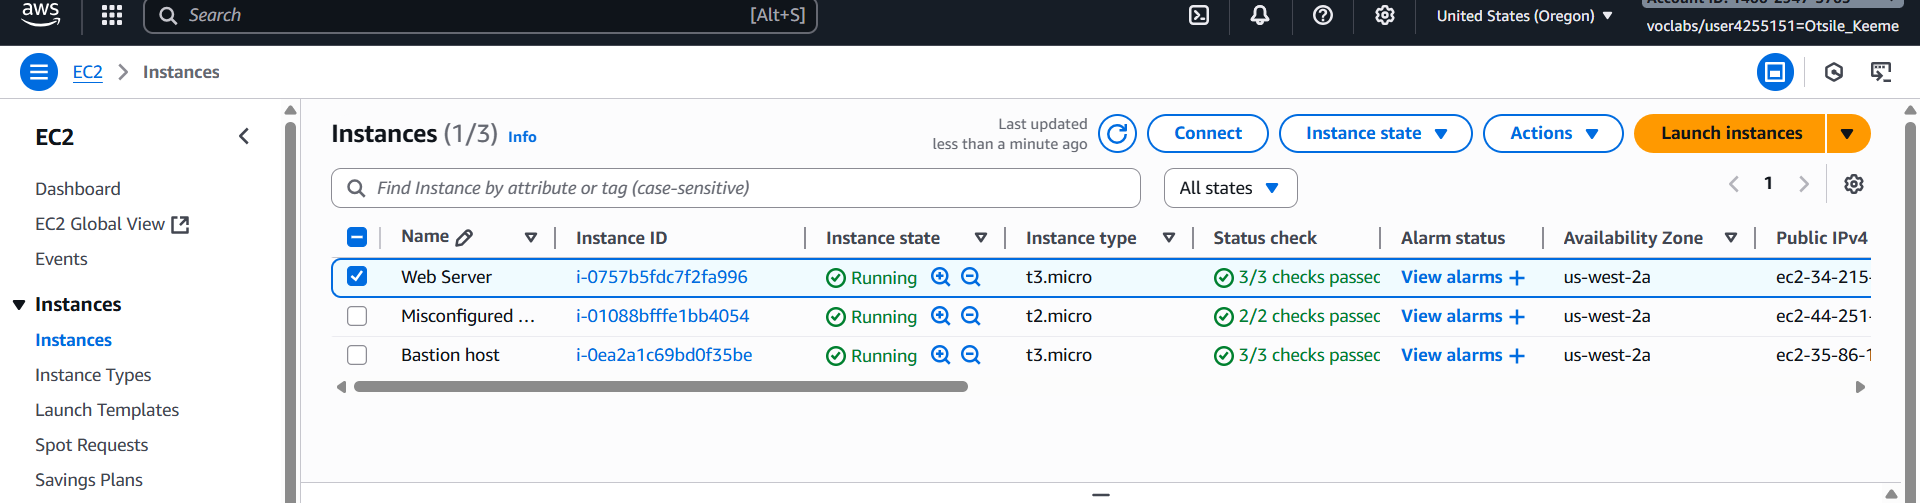 aws
Search [Alt+S]
United States (Oregon)
voclabs/user4255151=Otsile_Keeme
EC2 > Instances
EC2
Dashboard
EC2 Global View
Events
Instances
Instances
Instance Types
Launch Templates
Spot Requests
Savings Plans
Instances (1/3) Info
Last updated
less than a minute ago
Connect
Instance state
Actions
Launch instances
Find Instance by attribute or tag (case-sensitive)
All states
1
Name Instance ID Instance state Instance type Status check Alarm status Availability Zone Public IPv4
Web Server i-0757b5fdc7f2fa996 Running t3.micro 3/3 checks passed View alarms + us-west-2a ec2-34-215-
Misconfigured ... i-01088bfffe1bb4054 Running t2.micro 2/2 checks passed View alarms + us-west-2a ec2-44-251-
Bastion host i-0ea2a1c69bd0f35be Running t3.micro 3/3 checks passed View alarms + us-west-2a ec2-35-86-1